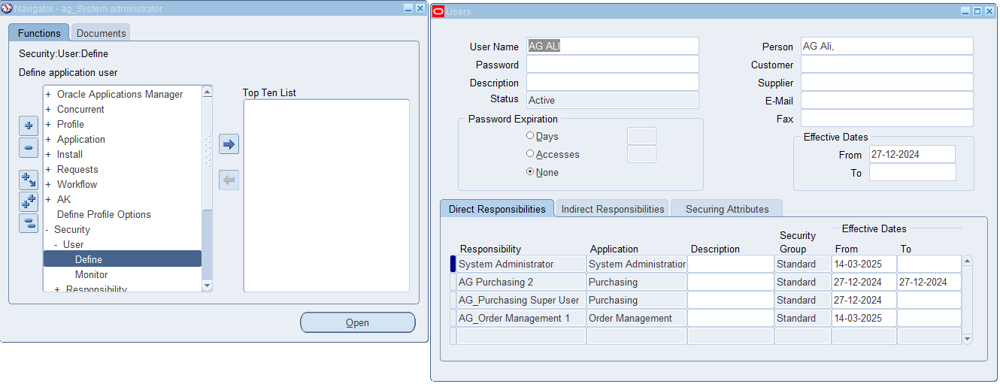 Navigator - ag_System adminstrator
Functions
Documents
Security:User:Define
Define application user
+ Oracle Applications Manager
+ Concurrent
+ Profile
+ Application
+ Install
+ Requests
+ Workflow
+ AK
Define Profile Options
- Security
- User
Define
Monitor
+ Responsibility
Top Ten List
Open
Users
User Name AG ALI
Password
Description
Status Active
Person AG Ali,
Customer
Supplier
E-Mail
Fax
Password Expiration
Days
Accesses
None
Effective Dates
From 27-12-2024
To
Direct Responsibilities
Indirect Responsibilities
Securing Attributes
Effective Dates
Responsibility Application Description Security Group From To
System Administrator System Administration Standard 14-03-2025
AG Purchasing 2 Purchasing Standard 27-12-2024 27-12-2024
AG_Purchasing Super User Purchasing Standard 27-12-2024
AG_Order Management 1 Order Management Standard 14-03-2025